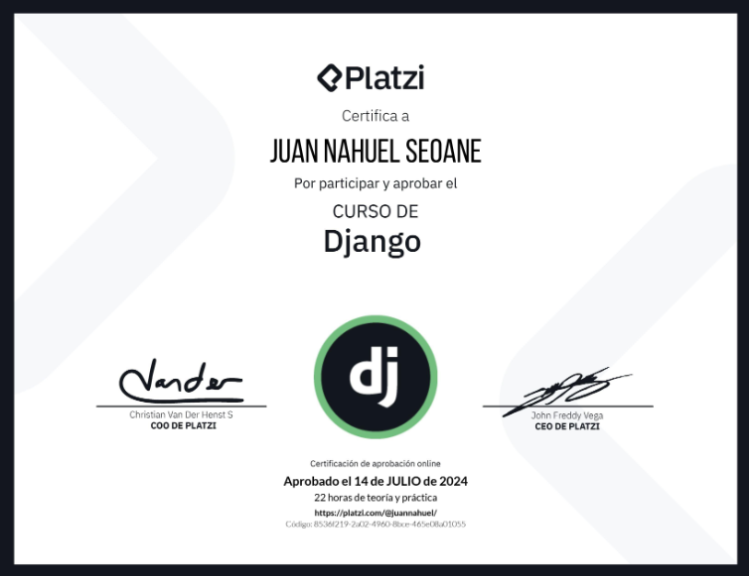 Platzi
Certifica a
JUAN NAHUEL SEOANE
Por participar y aprobar el
CURSO DE
Django
dj
Vander
Christian Van Der Henst S
COO DE PLATZI
John Freddy Vega
CEO DE PLATZI
Certificación de aprobación online
Aprobado el 14 de JULIO de 2024
22 horas de teoría y práctica
https://platzi.com/@juannahuel/
Código: 8536f219-2a02-4960-8bce-465e08a01055